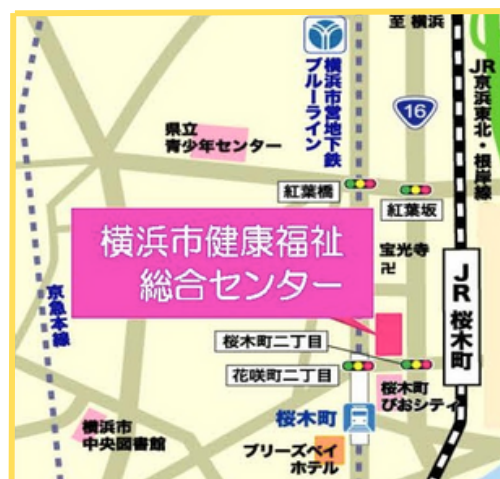 至 横浜
横浜市営地下鉄
ブルーライン
16
JR京浜東北・根岸線
県立
青少年センター
紅葉橋
紅葉坂
横浜市健康福祉
総合センター
宝光寺
卍
京急本線
JR 桜木町
桜木町二丁目
花咲町二丁目
桜木町
ぴおシティ
桜木町
横浜市
中央図書館
ブリーズベイ
ホテル